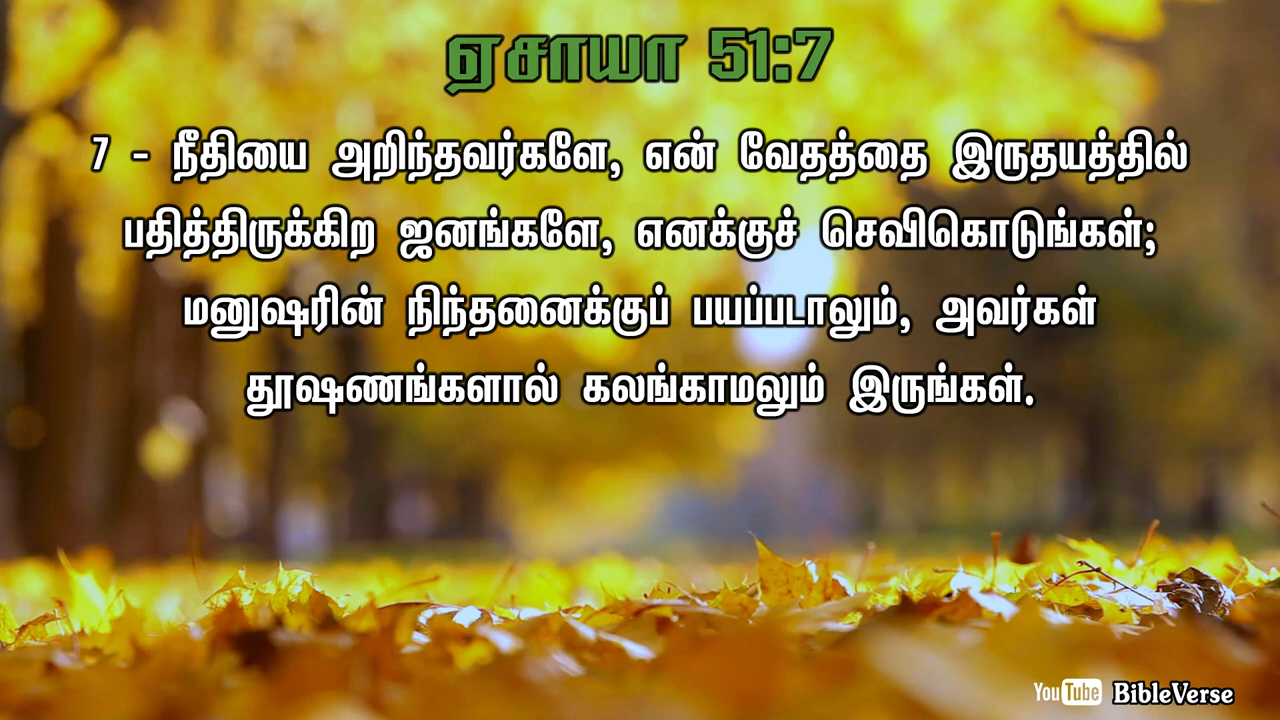 ஏசாயா 51:7
7 - நீதியை அறிந்தவர்களே, என் வேதத்தை இருதயத்தில்
பதித்திருக்கிற ஜனங்களே, எனக்குச் செவிகொடுங்கள்;
மனுஷரின் நிந்தனைக்குப் பயப்படாலும், அவர்கள்
தூஷணங்களால் கலங்காமலும் இருங்கள்.
YouTube BibleVerse